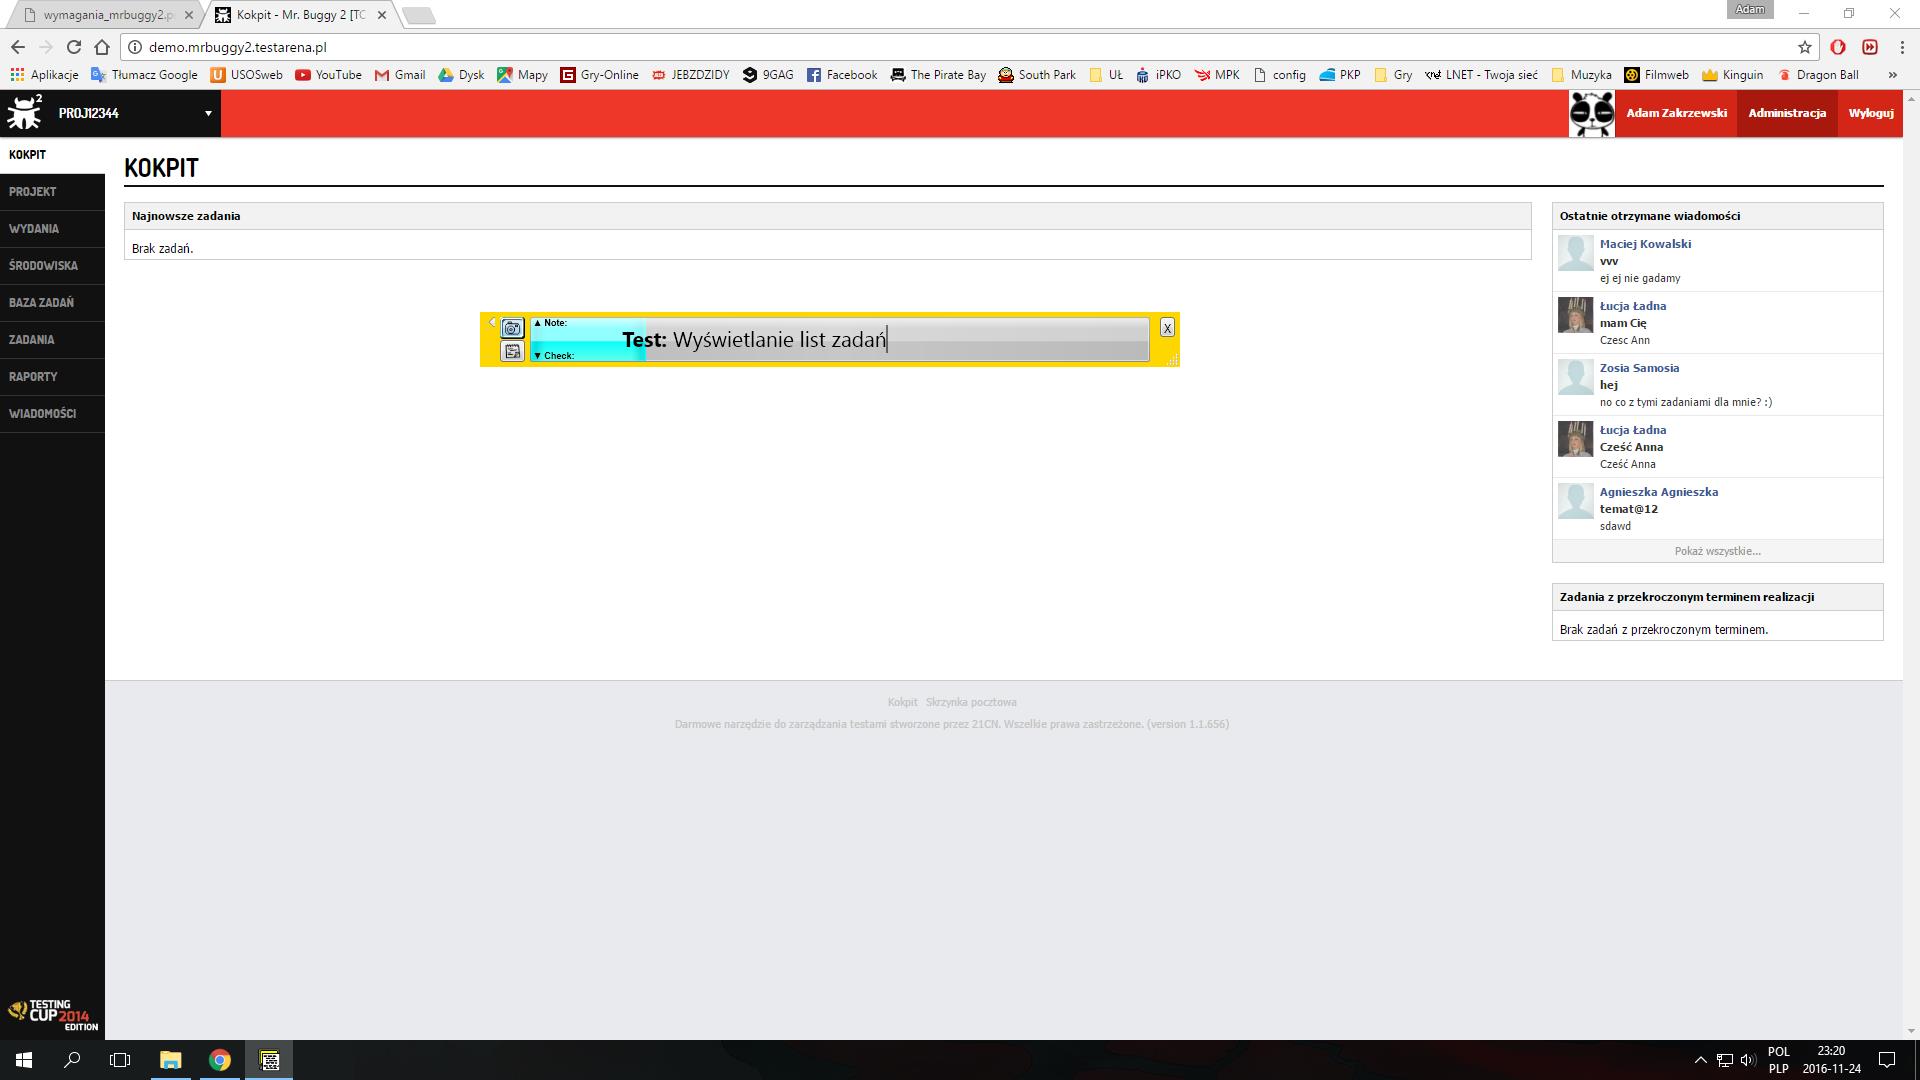 wymagania_mrbuggy2.p
Kokpit - Mr. Buggy 2 [TC
Adam
demo.mrbuggy2.testarena.pl
Aplikacje Tłumacz Google USOSweb YouTube Gmail Dysk Mapy Gry-Online JEBZDZIDY 9GAG Facebook The Pirate Bay South Park UŁ iPKO MPK config PKP Gry LNET - Twoja sieć Muzyka Filmweb Kinguin Dragon Ball »
2 PROJ12344
Adam Zakrzewski Administracja Wyloguj
KOKPIT
PROJEKT
WYDANIA
ŚRODOWISKA
BAZA ZADAŃ
ZADANIA
RAPORTY
WIADOMOŚCI
TESTING
CUP 2014
EDITION
KOKPIT
Najnowsze zadania
Brak zadań.
Note:
Test: Wyświetlanie list zadań
Check:
X
Ostatnie otrzymane wiadomości
Maciej Kowalski
vvv
ej ej nie gadamy
Łucja Ładna
mam Cię
Czesc Ann
Zosia Samosia
hej
no co z tymi zadaniami dla mnie? :)
Łucja Ładna
Cześć Anna
Cześć Anna
Agnieszka Agnieszka
temat@12
sdawd
Pokaż wszystkie...
Zadania z przekroczonym terminem realizacji
Brak zadań z przekroczonym terminem.
Kokpit Skrzynka pocztowa
Darmowe narzędzie do zarządzania testami stworzone przez 21CN. Wszelkie prawa zastrzeżone. (version 1.1.656)
POL
PLP
23:20
2016-11-24